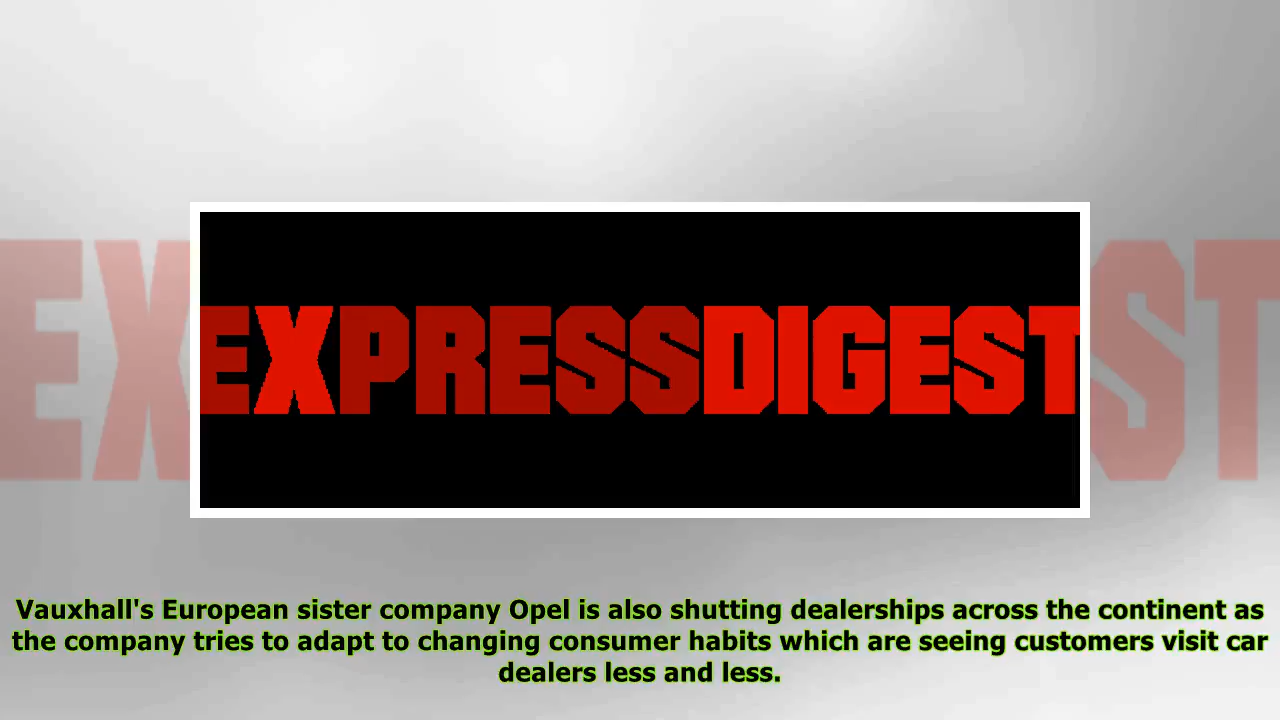 EXPRESSDIGEST
Vauxhall's European sister company Opel is also shutting dealerships across the continent as
the company tries to adapt to changing consumer habits which are seeing customers visit car
dealers less and less.